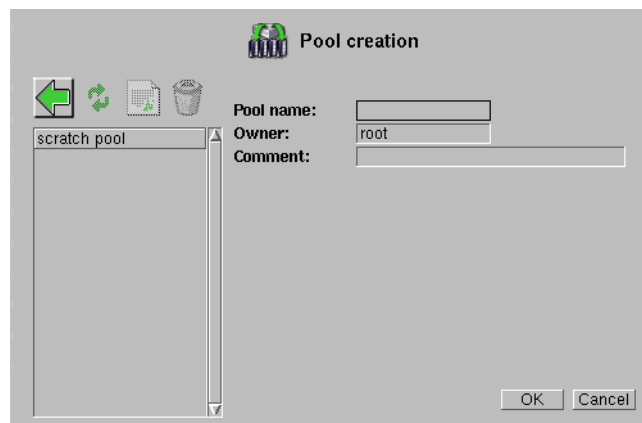 Pool creation
scratch pool
Pool name:
Owner: root
Comment:
OK Cancel